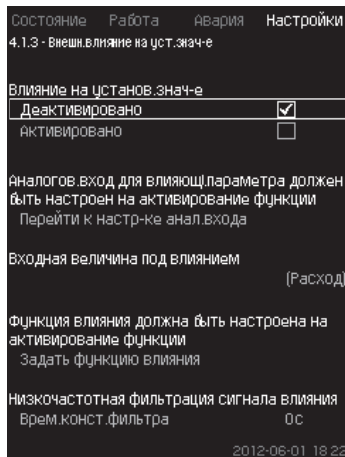 Состояние Работа Авария Настройки
4.1.3 - Внешн.влияние на уст.знач-е
Влияние на установ.знач-е
Деактивировано
Активировано
Аналогов.вход для влияющ.параметра должен
быть настроен на активирование функции
Перейти к настр-ке анал.входа
Входная величина под влиянием
(Расход)
Функция влияния должна быть настроена на
активирование функции
Задать функцию влияния
Низкочастотная фильтрация сигнала влияния
Врем.конст.фильтра 0с
2012-06-01 18:22